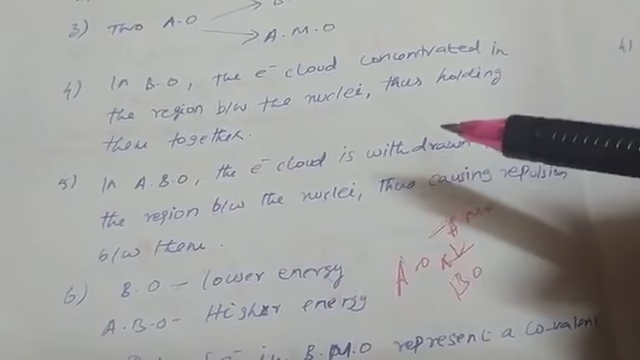 3) Two A.O
A.M.O
4) In B.O, the e⁻ cloud concentrated in
the region b/w the nuclei, thus holding
them together.
5) In A.B.O, the e⁻ cloud is withdrawn
the region b/w the nuclei, thus causing repulsion
b/w them.
6) B.O - lower energy
A.B.O - Higher energy
A.O
B.O
B.M.O represent a covalent
4)